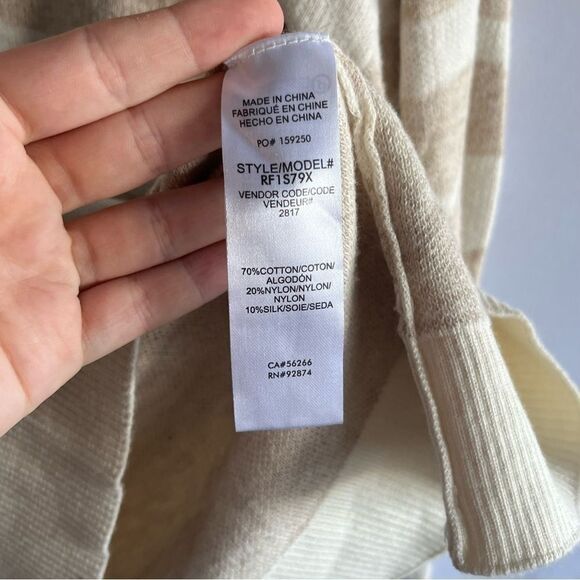 MADE IN CHINA
FABRIQUÉ EN CHINE
HECHO EN CHINA
PO# 159250
STYLE/MODEL#
RF1S79X
VENDOR CODE/CODE
VENDEUR#
2817
70%COTTON/COTON/
ALGODÓN
20%NYLON/NYLON/
NYLON
10%SILK/SOIE/SEDA
CA#56266
RN#92874